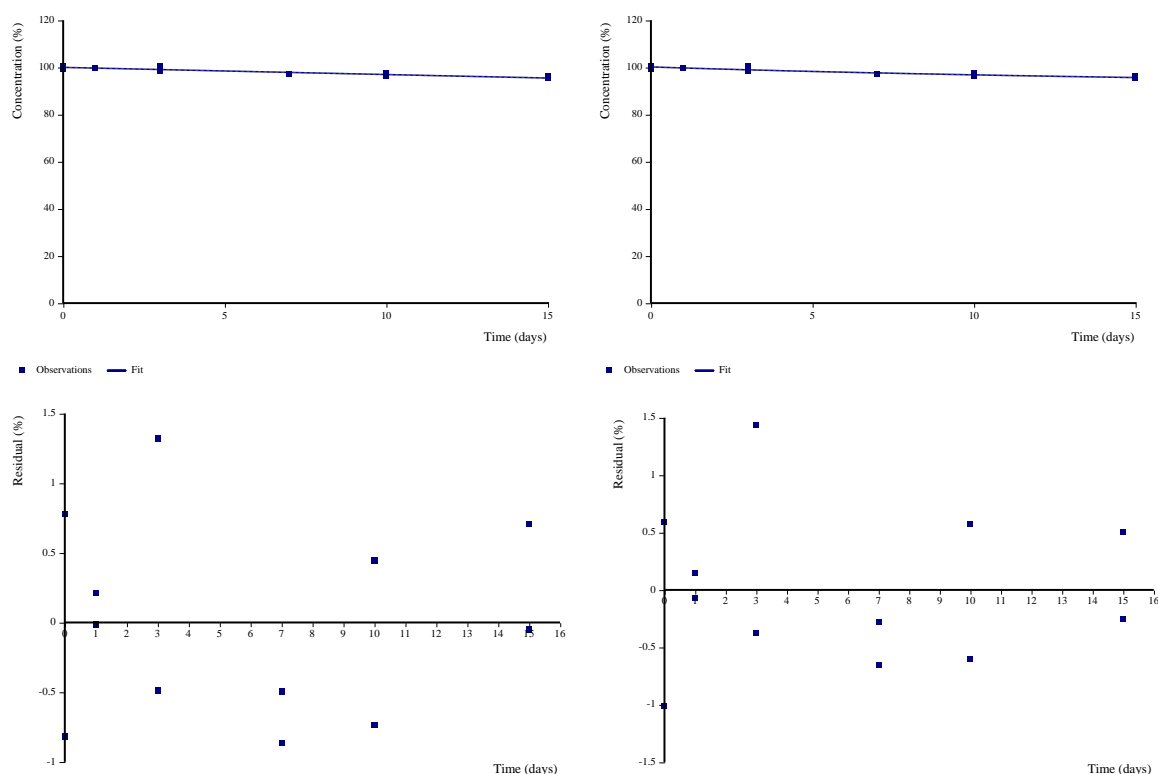 Concentration (%)
120
100
80
60
40
20
0
0 5 10 15
Time (days)
Observations Fit
Concentration (%)
120
100
80
60
40
20
0
0 5 10 15
Time (days)
Observations Fit
Residual (%)
1.5
1
0.5
0
-0.5
-1
0 1 2 3 4 5 6 7 8 9 10 11 12 13 14 15 16
Time (days)
Residual (%)
1.5
1
0.5
0
-0.5
-1
-1.5
0 1 2 3 4 5 6 7 8 9 10 11 12 13 14 15 16
Time (days)